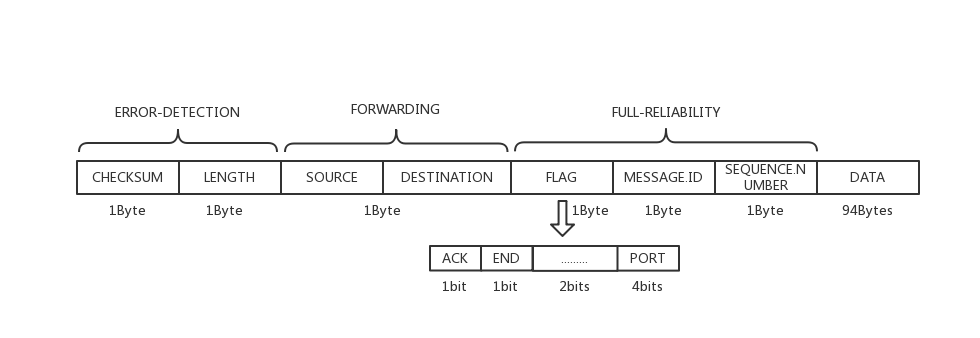 ERROR-DETECTION
FORWARDING
FULL-RELIABILITY
CHECKSUM
LENGTH
SOURCE
DESTINATION
FLAG
MESSAGE.ID
SEQUENCE.N
UMBER
DATA
1Byte
1Byte
1Byte
1Byte
1Byte
1Byte
94Bytes
ACK
END
.........
PORT
1bit
1bit
2bits
4bits